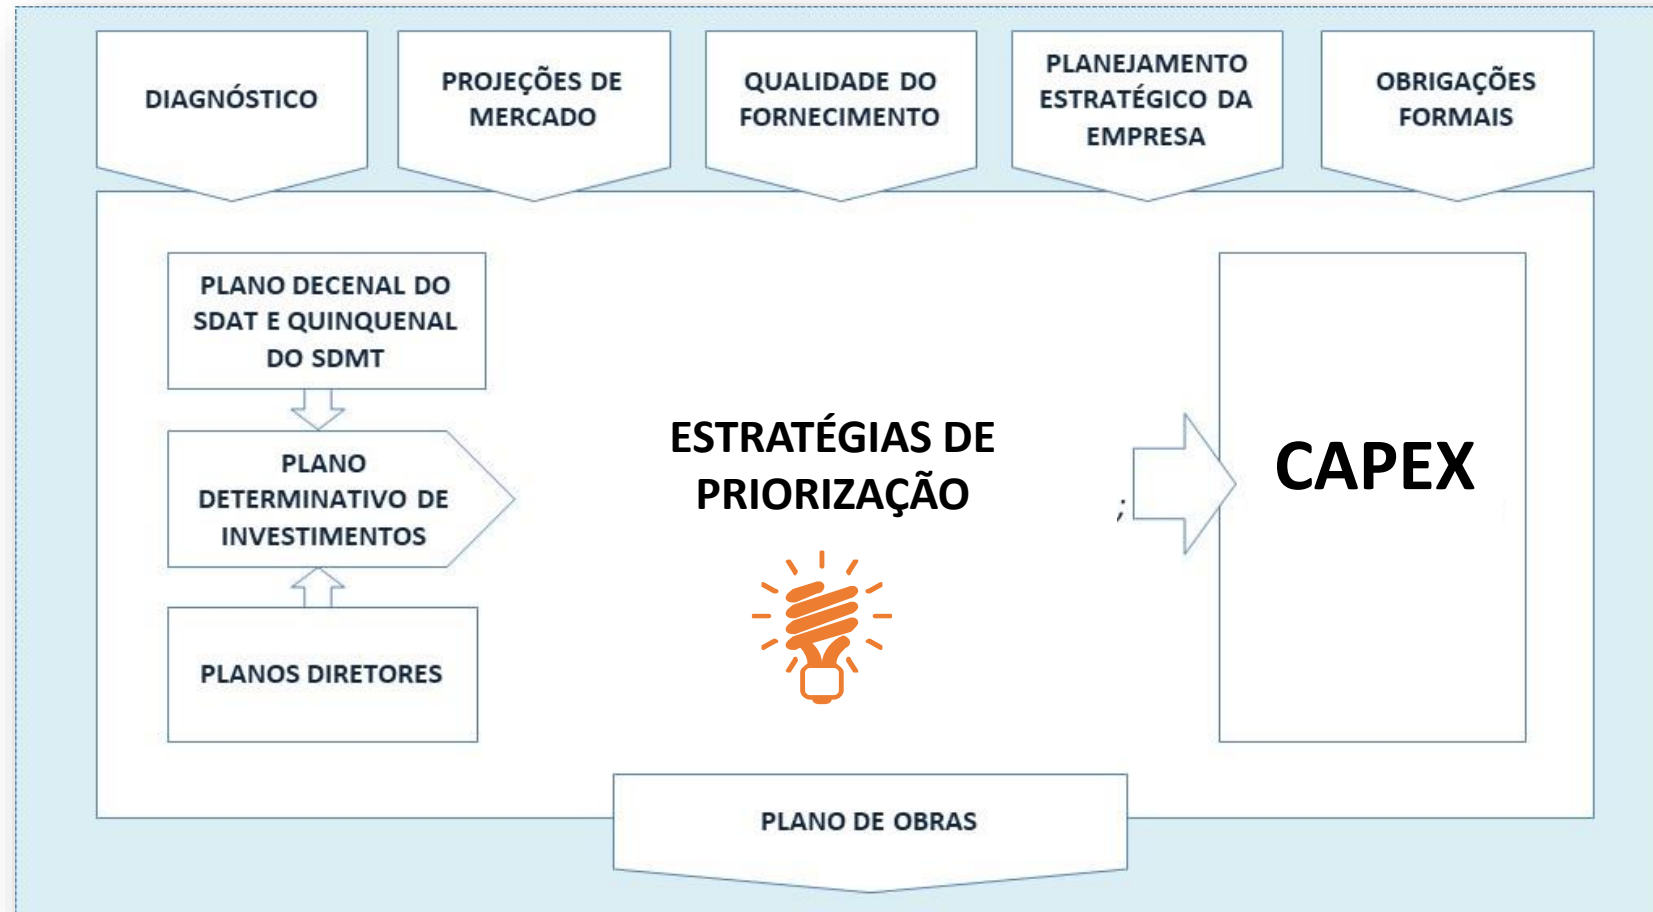 DIAGNÓSTICO
PROJEÇÕES DE
MERCADO
QUALIDADE DO
FORNECIMENTO
PLANEJAMENTO
ESTRATÉGICO DA
EMPRESA
OBRIGAÇÕES
FORMAIS
PLANO DECENAL DO
SDAT E QUINQUENAL
DO SDMT
PLANO
DETERMINATIVO DE
INVESTIMENTOS
PLANOS DIRETORES
ESTRATÉGIAS DE
PRIORIZAÇÃO
;
CAPEX
PLANO DE OBRAS